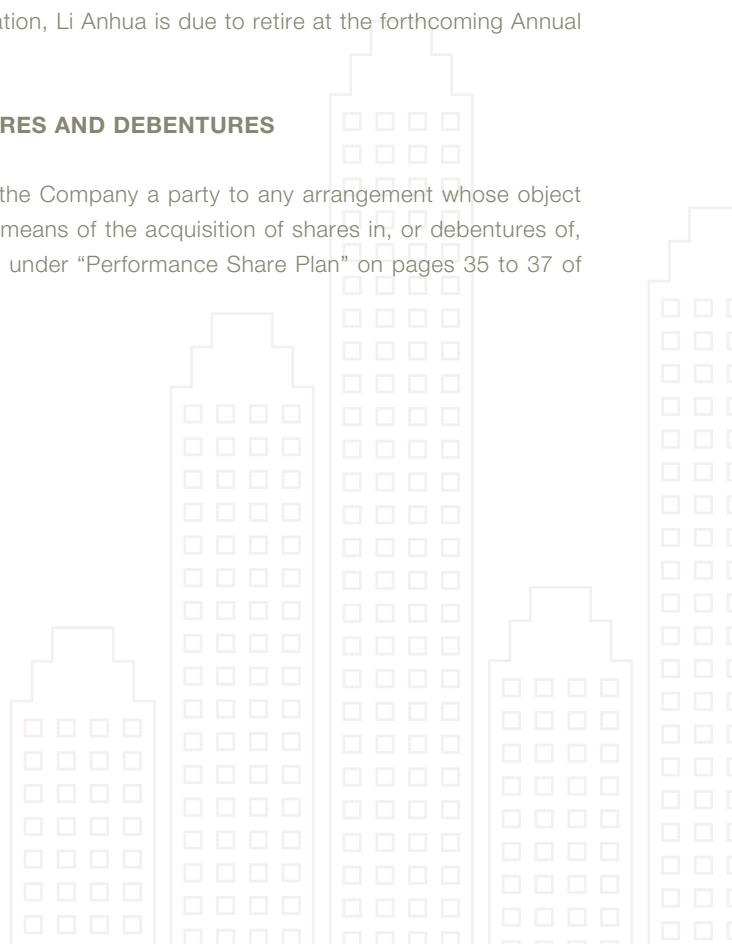 ation, Li Anhua is due to retire at the forthcoming Annual
RES AND DEBENTURES
the Company a party to any arrangement whose object
means of the acquisition of shares in, or debentures of,
under “Performance Share Plan” on pages 35 to 37 of